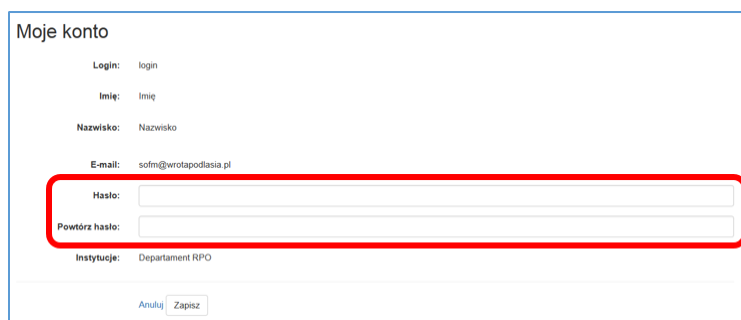 Moje konto
Login: login
Imię: Imię
Nazwisko: Nazwisko
E-mail: sofm@wrotapodlasia.pl
Hasło:
Powtórz hasło:
Instytucje: Departament RPO
Anuluj Zapisz